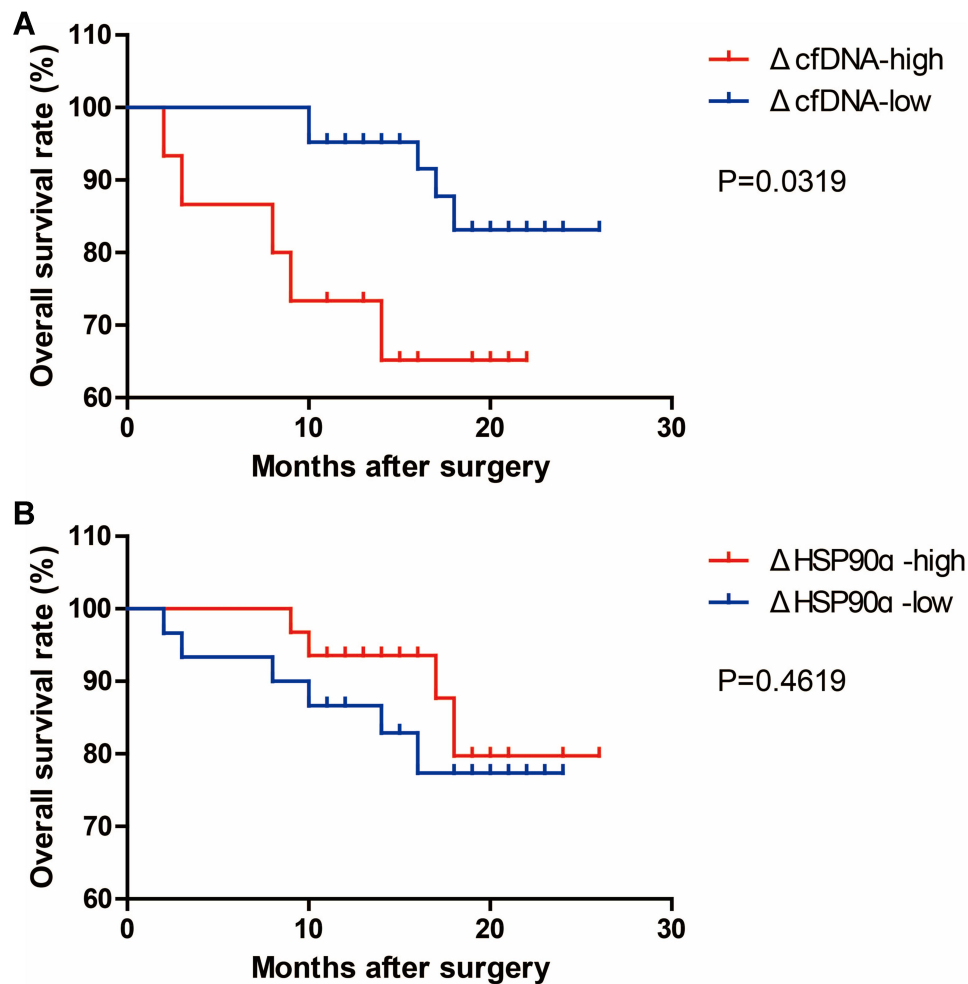 A
Overall survival rate (%)
110
100
90
80
70
60
0
10
20
30
Months after surgery
Δ cfDNA-high
Δ cfDNA-low
P=0.0319
B
Overall survival rate (%)
110
100
90
80
70
60
0
10
20
30
Months after surgery
Δ HSP90α -high
Δ HSP90α -low
P=0.4619